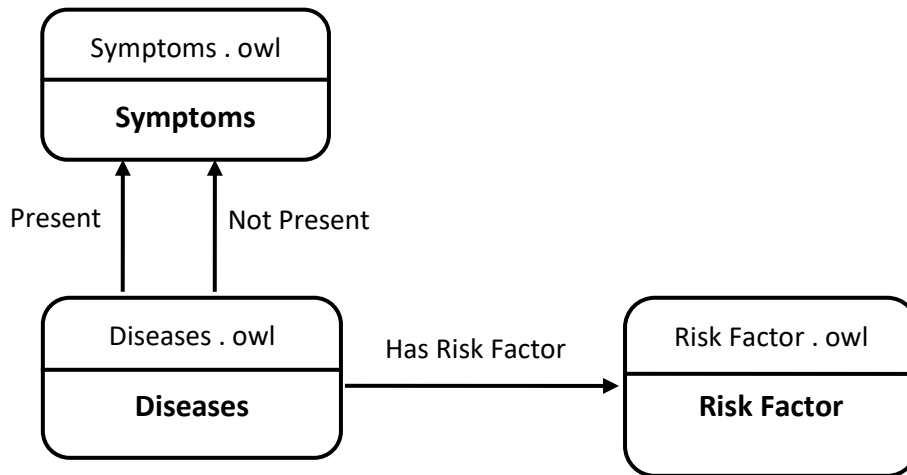 Symptoms . owl
Symptoms
Present
Not Present
Diseases . owl
Diseases
Has Risk Factor
Risk Factor . owl
Risk Factor